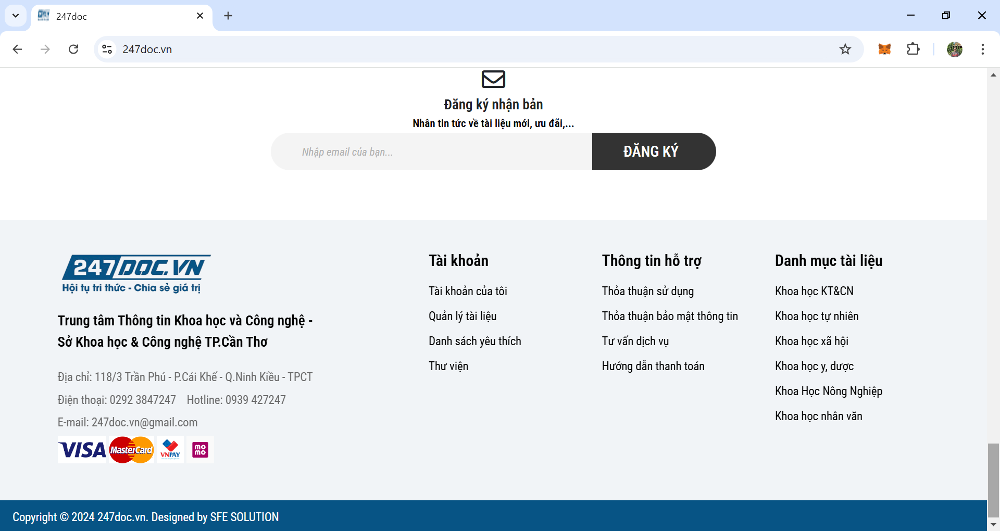 247doc
247doc.vn
Đăng ký nhận bản
Nhân tin tức về tài liệu mới, ưu đãi,...
Nhập email của bạn...
ĐĂNG KÝ
247DOC.VN
Hội tụ tri thức - Chia sẻ giá trị
Trung tâm Thông tin Khoa học và Công nghệ -
Sở Khoa học & Công nghệ TP.Cần Thơ
Địa chỉ: 118/3 Trần Phú - P.Cái Khế - Q.Ninh Kiều - TPCT
Điện thoại: 0292 3847247 Hotline: 0939 427247
E-mail: 247doc.vn@gmail.com
VISA MasterCard VNPAY momo
Tài khoản
Tài khoản của tôi
Quản lý tài liệu
Danh sách yêu thích
Thư viện
Thông tin hỗ trợ
Thỏa thuận sử dụng
Thỏa thuận bảo mật thông tin
Tư vấn dịch vụ
Hướng dẫn thanh toán
Danh mục tài liệu
Khoa học KT&CN
Khoa học tự nhiên
Khoa học xã hội
Khoa học y, dược
Khoa Học Nông Nghiệp
Khoa học nhân văn
Copyright © 2024 247doc.vn. Designed by SFE SOLUTION